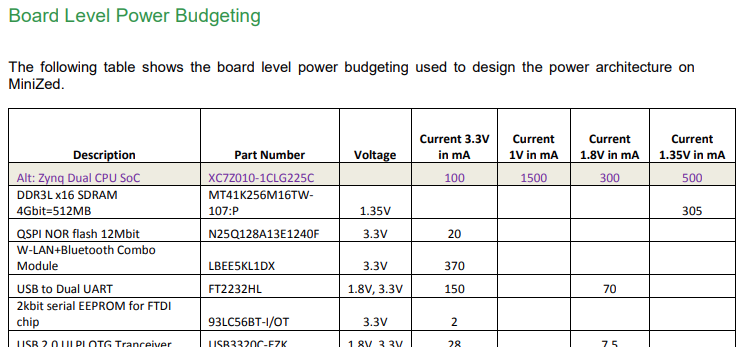 Board Level Power Budgeting
The following table shows the board level power budgeting used to design the power architecture on
MiniZed.
Description Part Number Voltage Current 3.3V in mA Current 1V in mA Current 1.8V in mA Current 1.35V in mA
Alt: Zynq Dual CPU SoC XC7Z010-1CLG225C 100 1500 300 500
DDR3L x16 SDRAM MT41K256M16TW-
4Gbit=512MB 107:P 1.35V 305
QSPI NOR flash 12Mbit N25Q128A13E1240F 3.3V 20
W-LAN+Bluetooth Combo
Module LBEE5KL1DX 3.3V 370
USB to Dual UART FT2232HL 1.8V, 3.3V 150 70
2kbit serial EEPROM for FTDI
chip 93LC56BT-I/OT 3.3V 2
USB 2.0 ULPI OTG Tranceiver USB3320C-EZK 1.8V, 3.3V 28 7.5